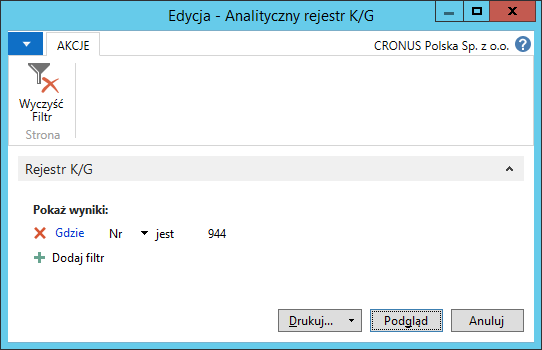 Edycja - Analityczny rejestr K/G
AKCJE
CRONUS Polska Sp. z o.o.
Wyczyść
Filtr
Strona
Rejestr K/G
Pokaż wyniki:
Gdzie Nr jest 944
Dodaj filtr
Drukuj... Podgląd Anuluj